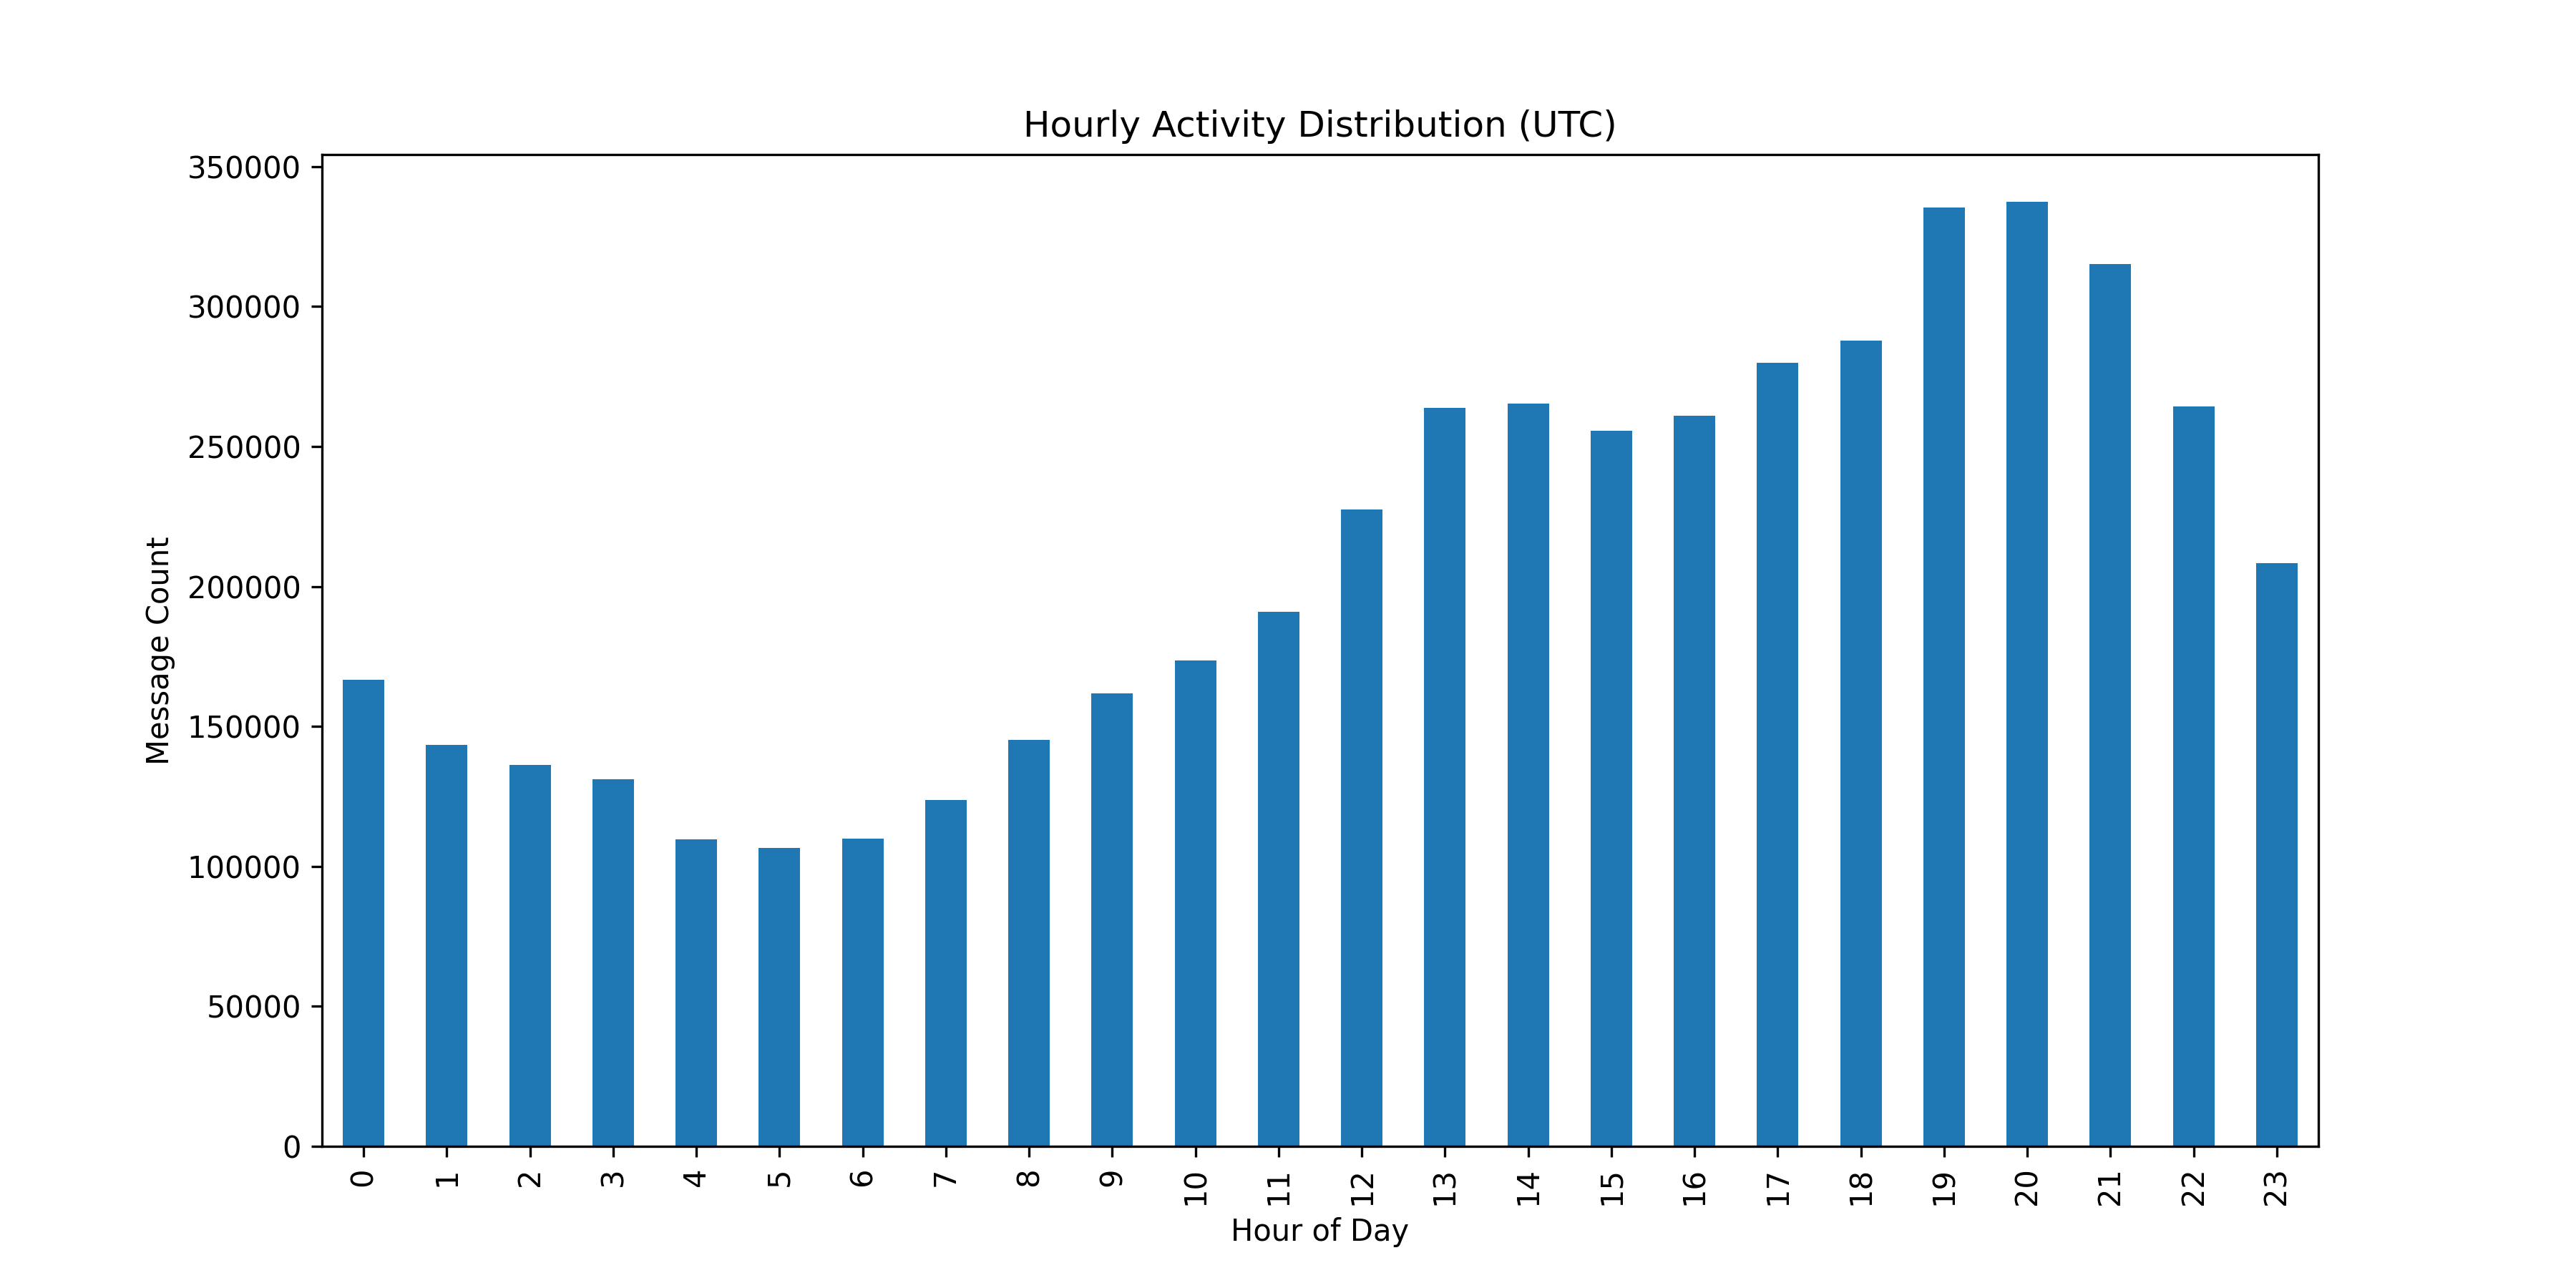 Hourly Activity Distribution (UTC)
350000
300000
250000
200000
150000
100000
50000
0
Message Count
0 1 2 3 4 5 6 7 8 9 10 11 12 13 14 15 16 17 18 19 20 21 22 23
Hour of Day